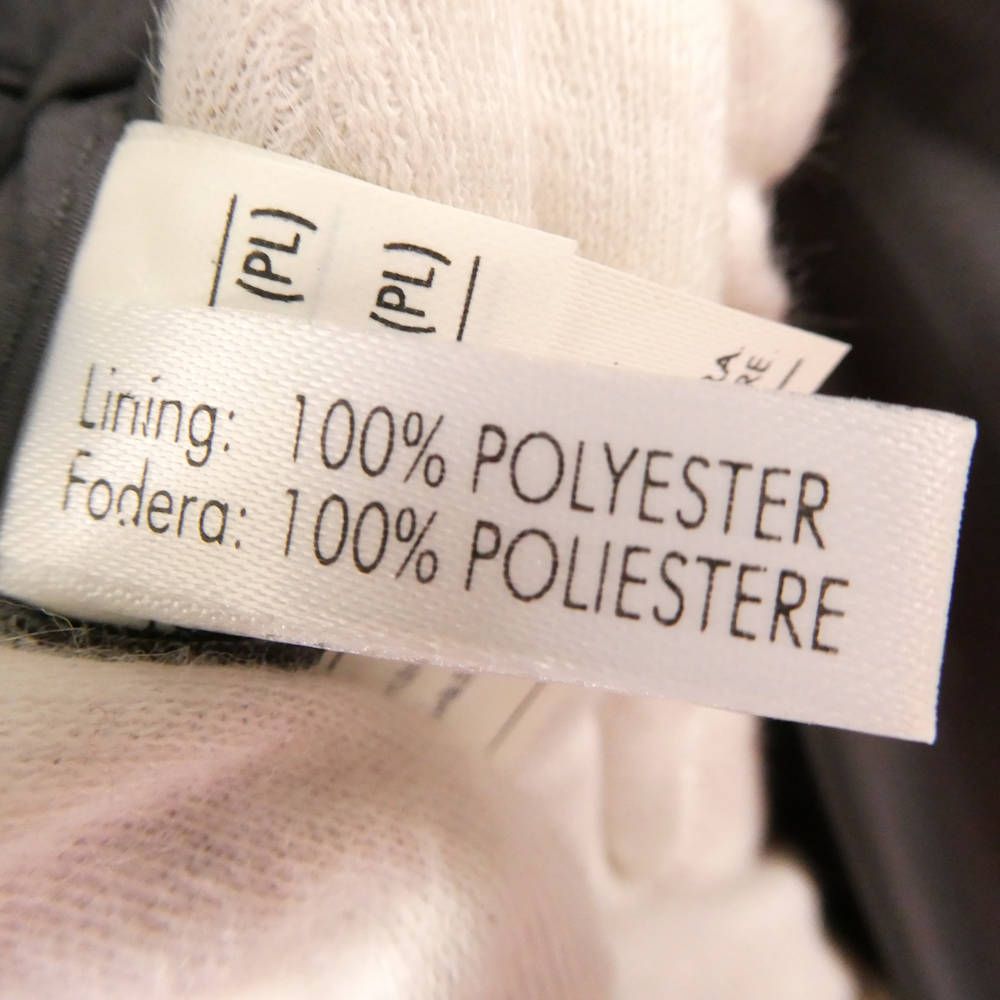 (PL)
(PL)
Lining: 100% POLYESTER
Fodera: 100% POLIESTERE